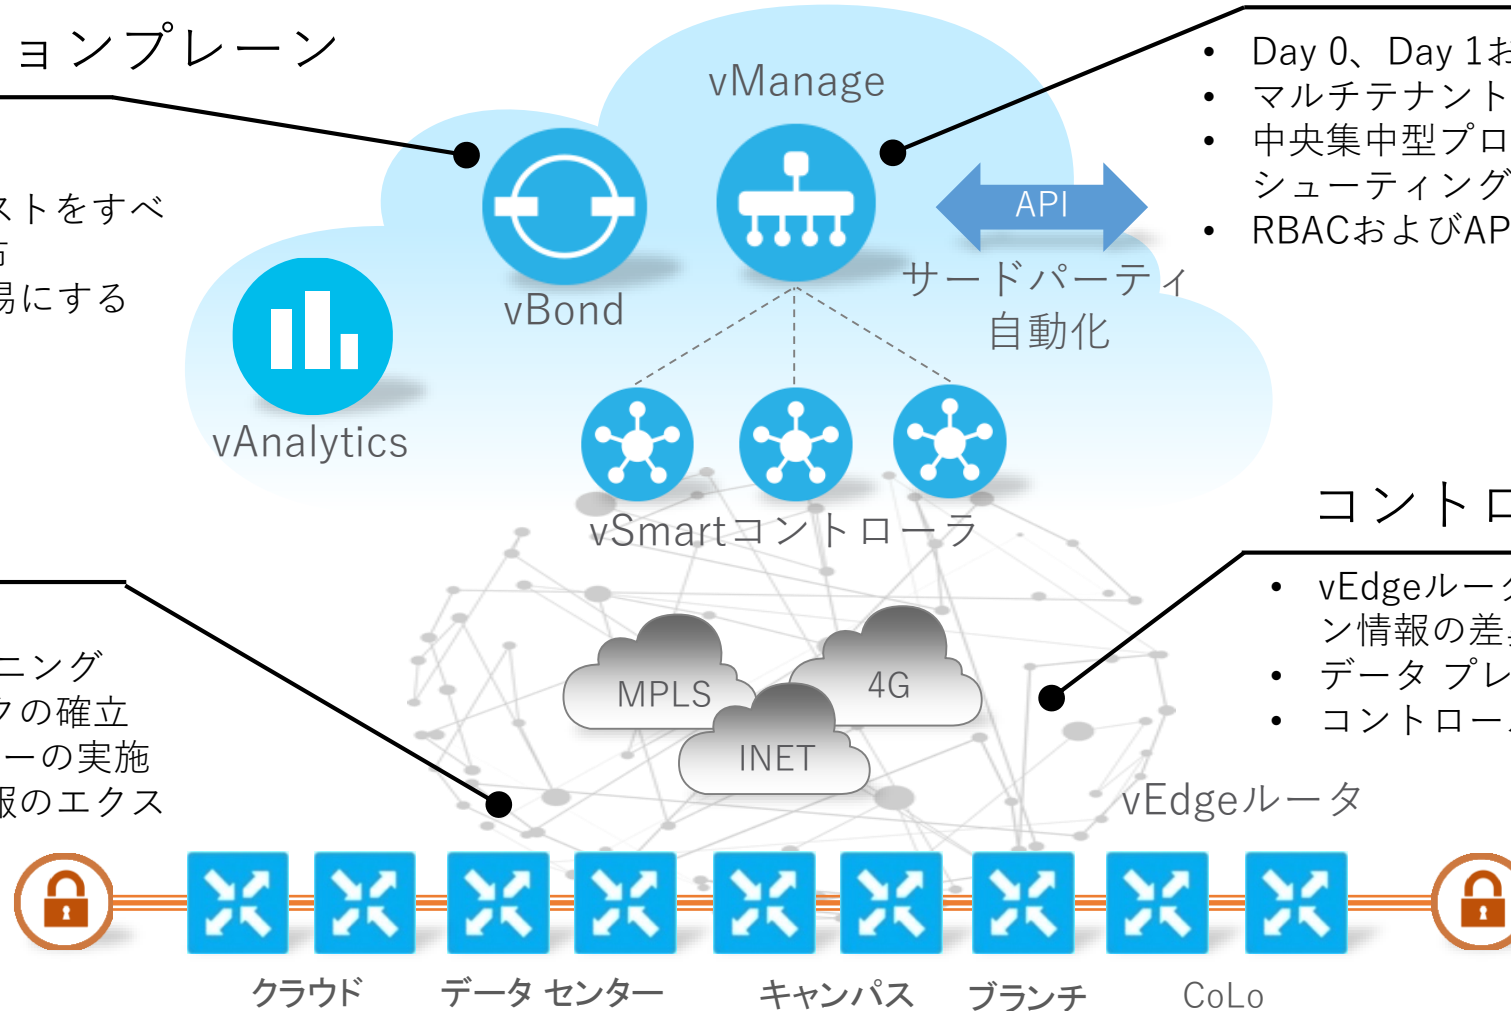 ョンプレーン
ストをすべ
易にする
vManage
vBond
vAnalytics
API
サードパーティ
自動化
• Day 0、Day 1お
• マルチテナント
• 中央集中型プロ
シューティング
• RBACおよびAP
vSmartコントローラ
コントロ
• vEdgeルータ
ン情報の差
• データ プレ
• コントロー
ニング
クの確立
ーの実施
報のエクス
MPLS
4G
INET
vEdgeルータ
クラウド
データ センター
キャンパス
ブランチ
CoLo